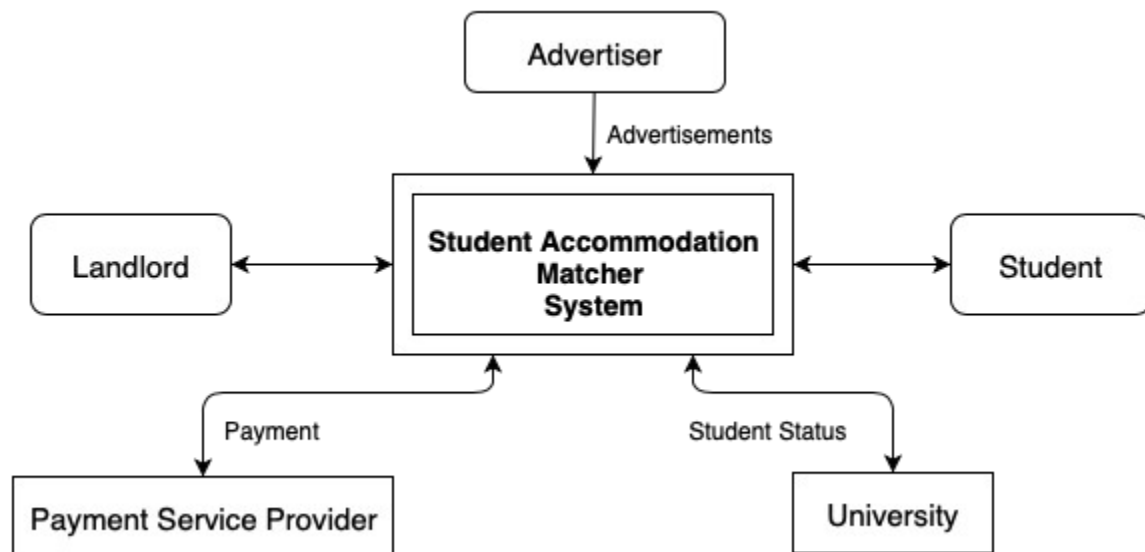 Advertiser
Advertisements
Student Accommodation
Matcher
System
Landlord
Student
Payment
Student Status
Payment Service Provider
University